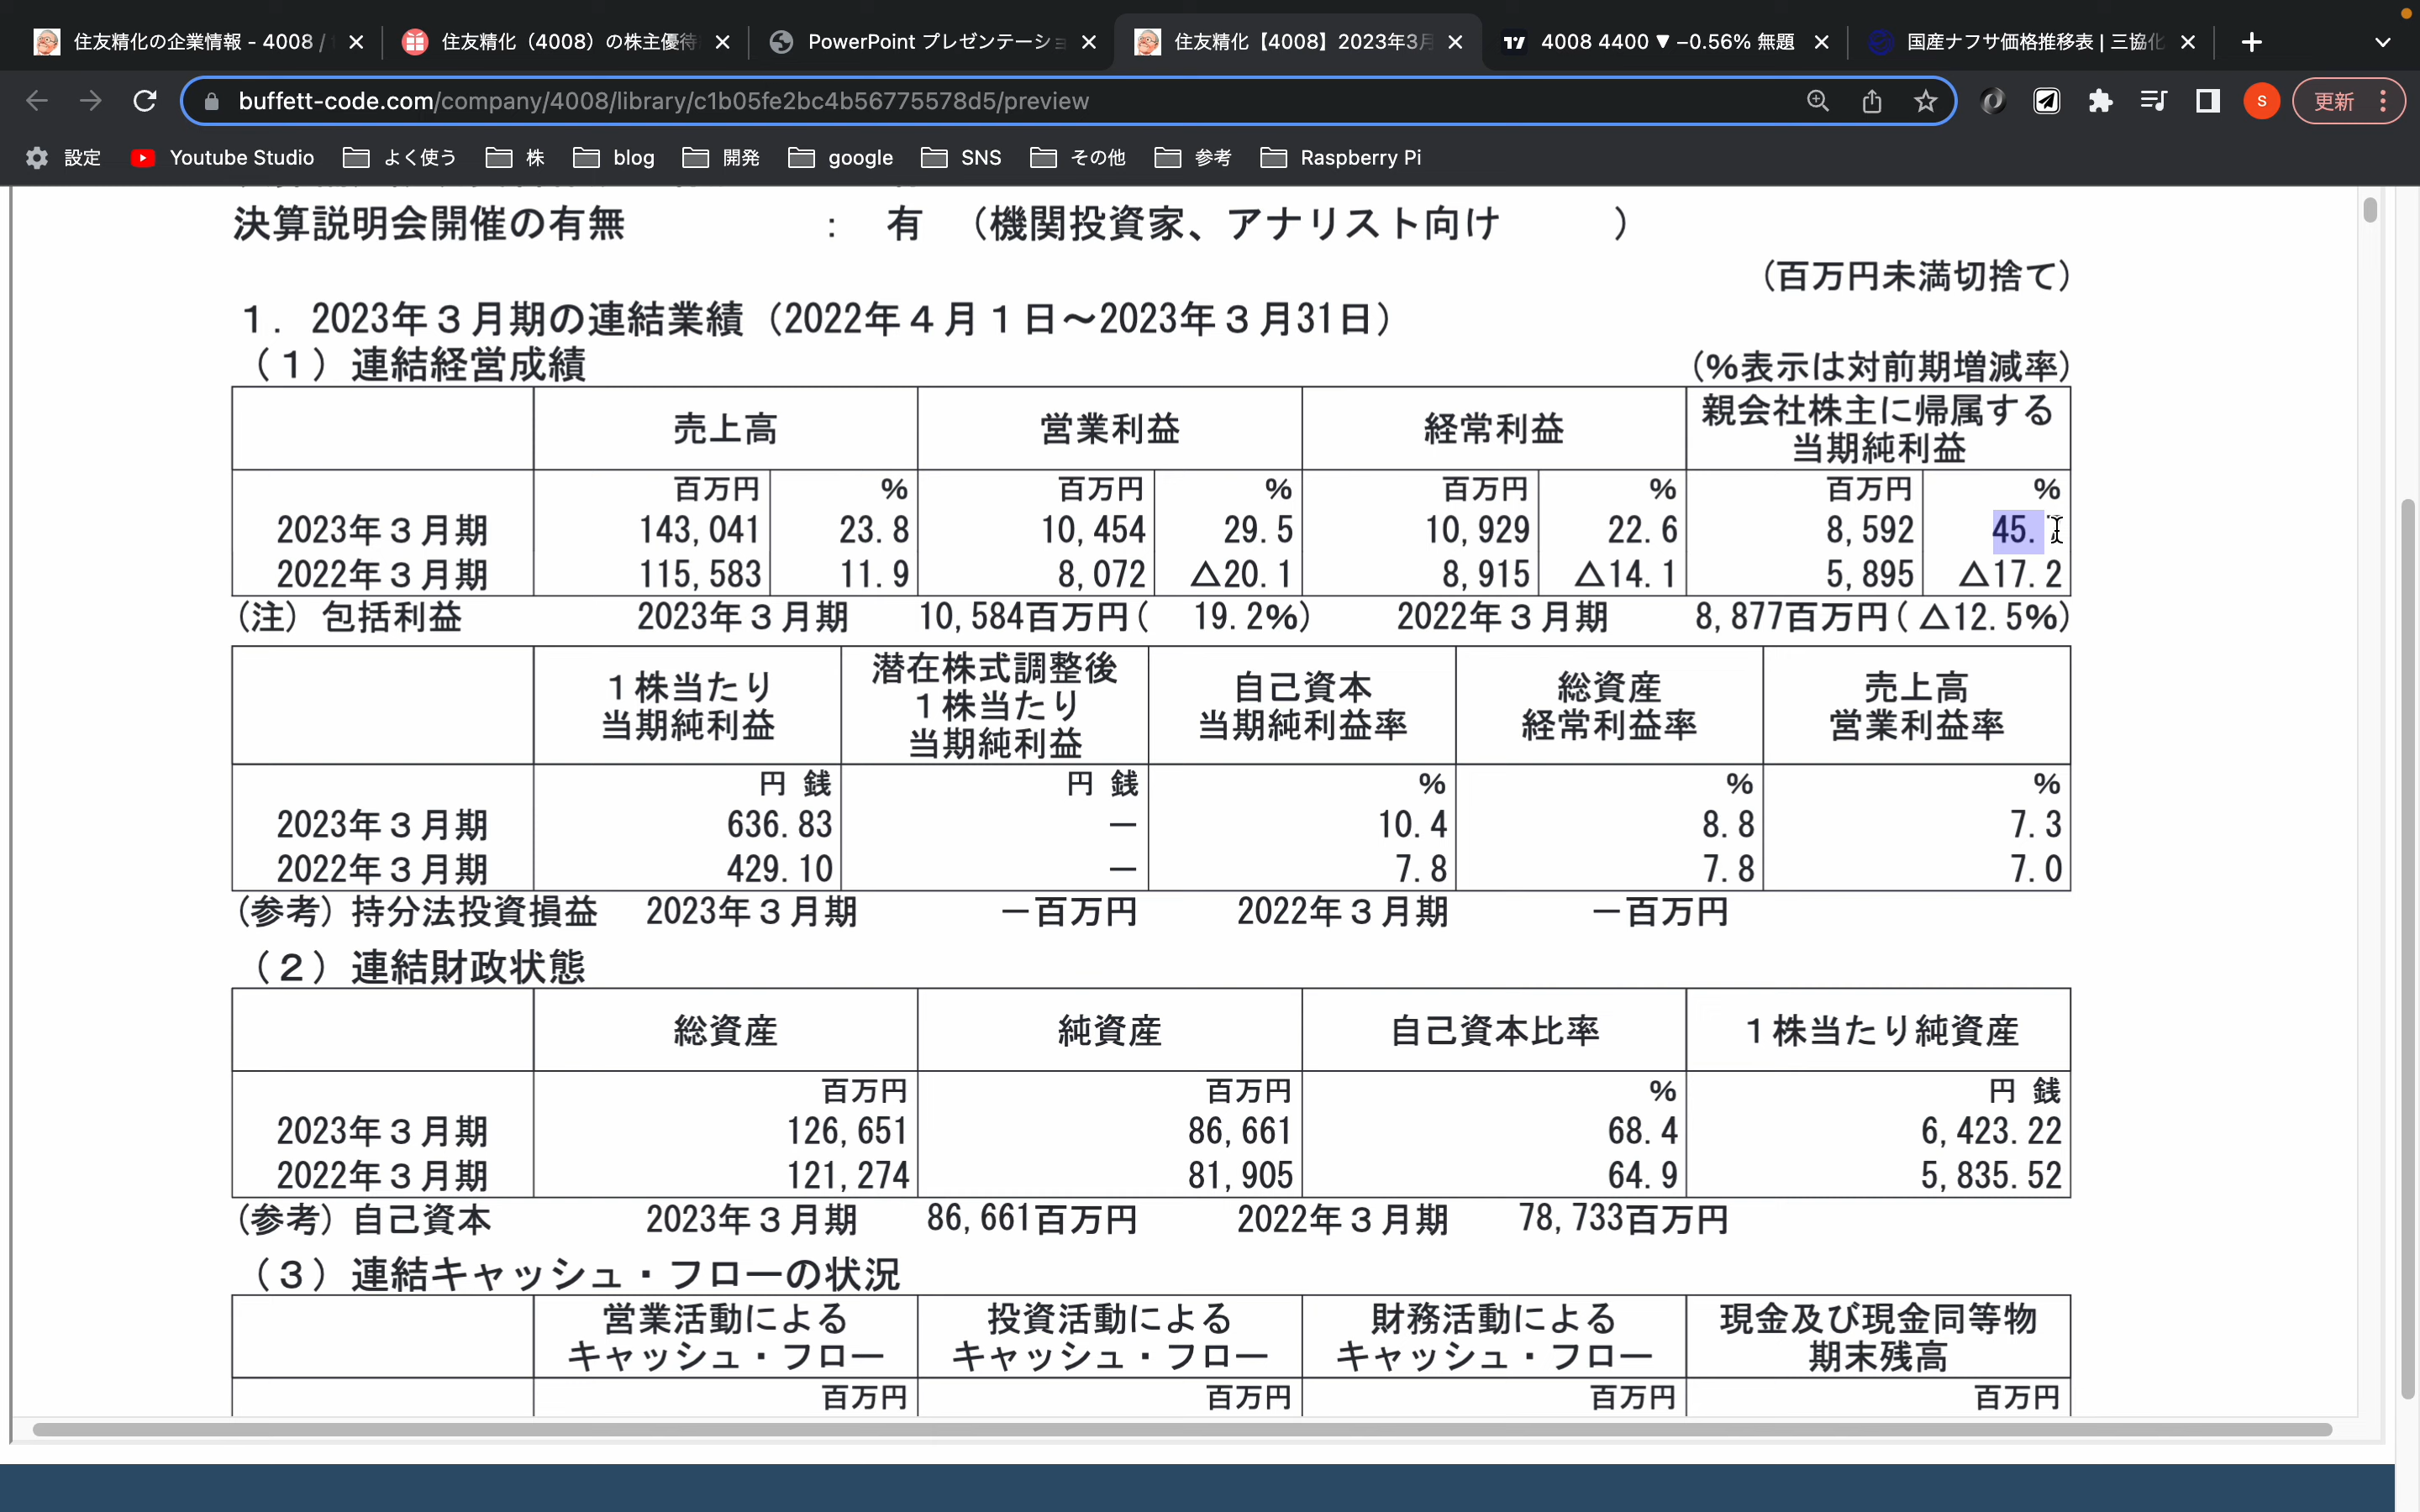 住友精化の企業情報 - 4008 /
住友精化（4008）の株主優待
PowerPoint プレゼンテーショ
住友精化【4008】2023年3月
4008 4400 ▼ −0.56% 無題
国産ナフサ価格推移表 | 三協化
buffett-code.com/company/4008/library/c1b05fe2bc4b56775578d5/preview
S
更新
設定
Youtube Studio
よく使う
株
blog
開発
google
SNS
その他
参考
Raspberry Pi
決算説明会開催の有無 ： 有 （機関投資家、アナリスト向け ）
（百万円未満切捨て）
１．2023年３月期の連結業績（2022年４月１日～2023年３月31日）
（１）連結経営成績 （％表示は対前期増減率）
売上高 営業利益 経常利益 親会社株主に帰属する
当期純利益
百万円 ％ 百万円 ％ 百万円 ％ 百万円 ％
2023年３月期 143,041 23.8 10,454 29.5 10,929 22.6 8,592 45.
2022年３月期 115,583 11.9 8,072 △20.1 8,915 △14.1 5,895 △17.2
（注）包括利益 2023年３月期 10,584百万円（ 19.2％） 2022年３月期 8,877百万円（ △12.5％）
１株当たり
当期純利益
潜在株式調整後
１株当たり
当期純利益
自己資本
当期純利益率
総資産
経常利益率
売上高
営業利益率
円 銭 円 銭 ％ ％ ％
2023年３月期 636.83 － 10.4 8.8 7.3
2022年３月期 429.10 － 7.8 7.8 7.0
（参考）持分法投資損益 2023年３月期 －百万円 2022年３月期 －百万円
（２）連結財政状態
総資産 純資産 自己資本比率 １株当たり純資産
百万円 百万円 ％ 円 銭
2023年３月期 126,651 86,661 68.4 6,423.22
2022年３月期 121,274 81,905 64.9 5,835.52
（参考）自己資本 2023年３月期 86,661百万円 2022年３月期 78,733百万円
（３）連結キャッシュ・フローの状況
営業活動による
キャッシュ・フロー
投資活動による
キャッシュ・フロー
財務活動による
キャッシュ・フロー
現金及び現金同等物
期末残高
百万円 百万円 百万円 百万円